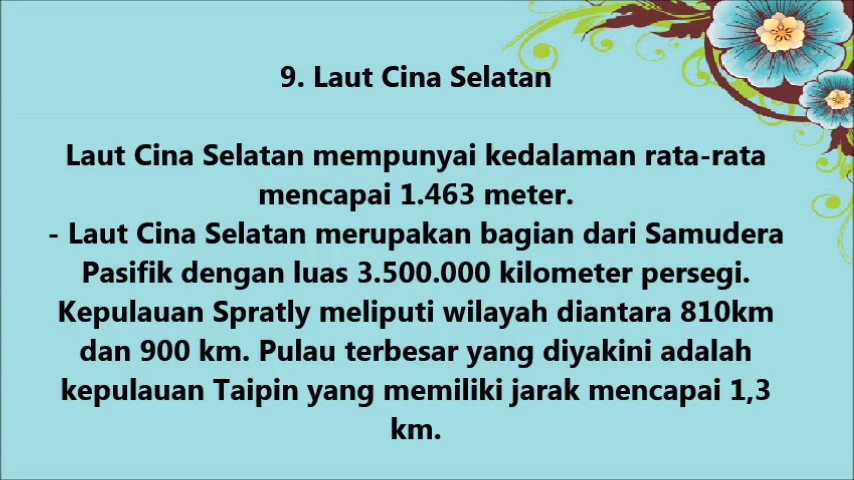 9. Laut Cina Selatan
Laut Cina Selatan mempunyai kedalaman rata-rata
mencapai 1.463 meter.
- Laut Cina Selatan merupakan bagian dari Samudera
Pasifik dengan luas 3.500.000 kilometer persegi.
Kepulauan Spratly meliputi wilayah diantara 810km
dan 900 km. Pulau terbesar yang diyakini adalah
kepulauan Taipin yang memiliki jarak mencapai 1,3
km.